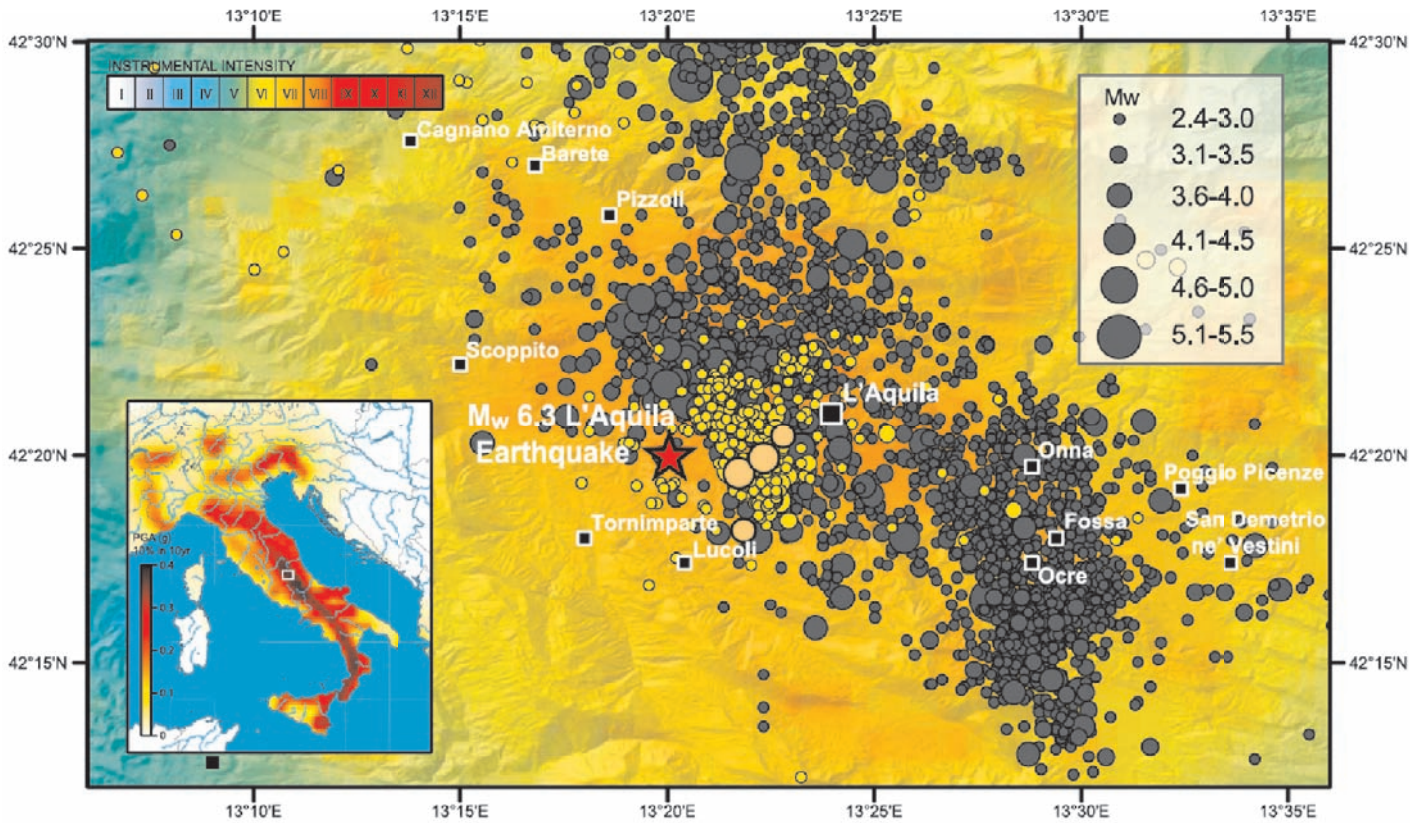 13°10'E
13°15'E
13°20'E
13°25'E
13°30'E
13°35'E
42°30'N
42°30'N
INSTRUMENTAL INTENSITY
I II III IV V VI VII VIII IX X XI XII
Mw
2.4-3.0
3.1-3.5
3.6-4.0
4.1-4.5
4.6-5.0
5.1-5.5
Cagnano Amiterno
Barete
Pizzoli
42°25'N
42°25'N
Scoppito
L'Aquila
Mw 6.3 L'Aquila
Earthquake
42°20'N
42°20'N
Onna
Poggio Picenze
Tornimparte
Fossa
San Demetrio
ne' Vestini
Lucoli
Ocre
PGA (g)
10% in 10yr
0.4
0.3
0.2
0.1
0
42°15'N
42°15'N
13°10'E
13°15'E
13°20'E
13°25'E
13°30'E
13°35'E